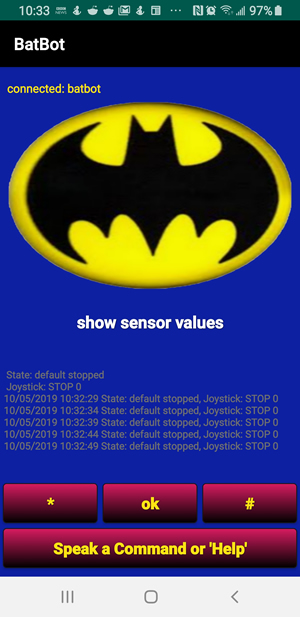 10:33
97%
BatBot
connected: batbot
show sensor values
State: default stopped
Joystick: STOP 0
10/05/2019 10:32:29 State: default stopped, Joystick: STOP 0
10/05/2019 10:32:34 State: default stopped, Joystick: STOP 0
10/05/2019 10:32:39 State: default stopped, Joystick: STOP 0
10/05/2019 10:32:44 State: default stopped, Joystick: STOP 0
10/05/2019 10:32:49 State: default stopped, Joystick: STOP 0
* ok #
Speak a Command or 'Help'